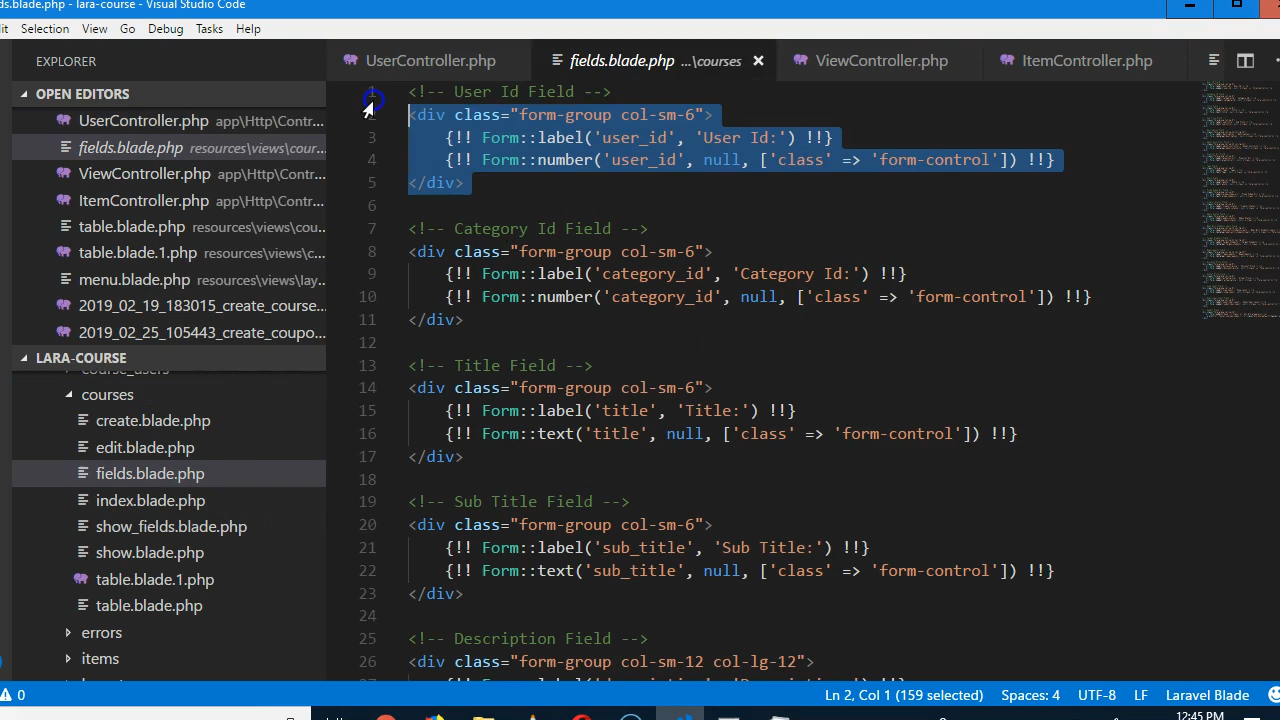 ds.blade.php - lara-course - Visual Studio Code
Selection View Go Debug Tasks Help
EXPLORER
OPEN EDITORS
UserController.php app\Http\Contr...
fields.blade.php resources\views\cour...
ViewController.php app\Http\Contr...
ItemController.php app\Http\Contr...
table.blade.php resources\views\cou...
table.blade.1.php resources\views\c...
menu.blade.php resources\views\lay...
2019_02_19_183015_create_course...
2019_02_25_105443_create_coupo...
LARA-COURSE
course_users
courses
create.blade.php
edit.blade.php
fields.blade.php
index.blade.php
show_fields.blade.php
show.blade.php
table.blade.1.php
table.blade.php
errors
items
UserController.php
fields.blade.php ...\courses
ViewController.php
ItemController.php
1 <!-- User Id Field -->
2 <div class="form-group col-sm-6">
3 {!! Form::label('user_id', 'User Id:') !!}
4 {!! Form::number('user_id', null, ['class' => 'form-control']) !!}
5 </div>
6
7 <!-- Category Id Field -->
8 <div class="form-group col-sm-6">
9 {!! Form::label('category_id', 'Category Id:') !!}
10 {!! Form::number('category_id', null, ['class' => 'form-control']) !!}
11 </div>
12
13 <!-- Title Field -->
14 <div class="form-group col-sm-6">
15 {!! Form::label('title', 'Title:') !!}
16 {!! Form::text('title', null, ['class' => 'form-control']) !!}
17 </div>
18
19 <!-- Sub Title Field -->
20 <div class="form-group col-sm-6">
21 {!! Form::label('sub_title', 'Sub Title:') !!}
22 {!! Form::text('sub_title', null, ['class' => 'form-control']) !!}
23 </div>
24
25 <!-- Description Field -->
26 <div class="form-group col-sm-12 col-lg-12">
0
Ln 2, Col 1 (159 selected) Spaces: 4 UTF-8 LF Laravel Blade
12:45 PM